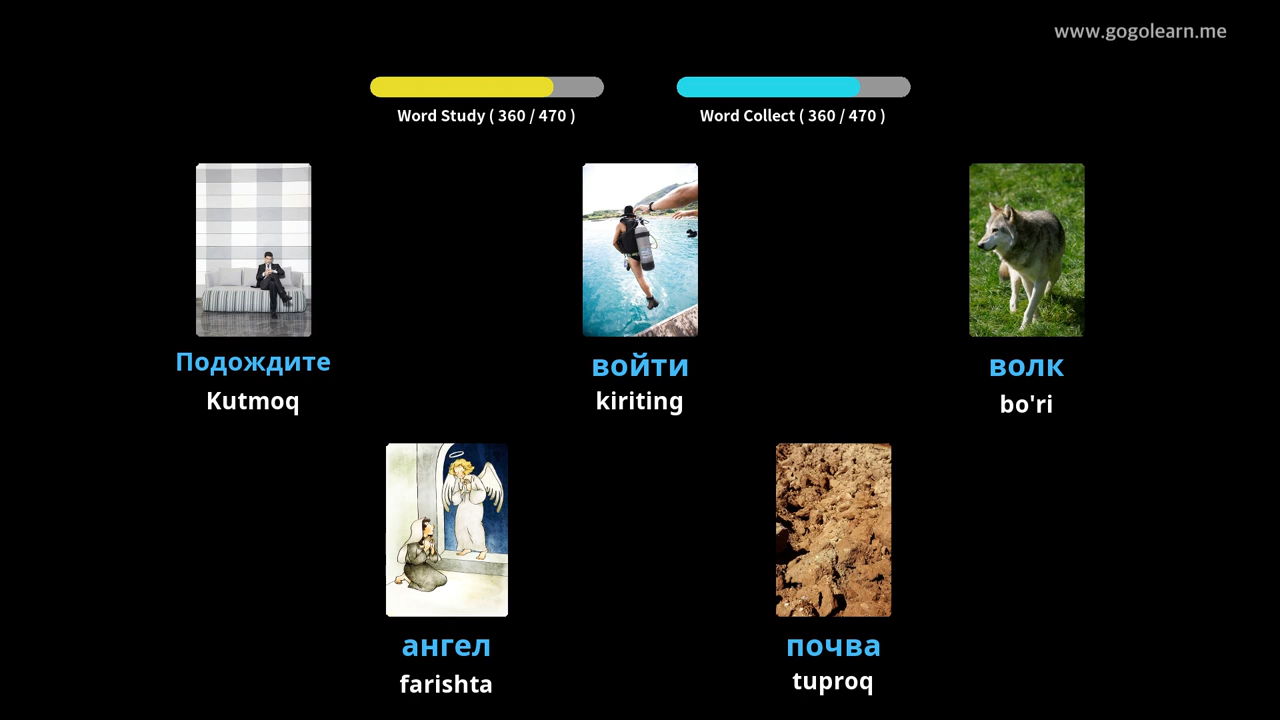 www.gogolearn.me
Word Study ( 360 / 470 )
Word Collect ( 360 / 470 )
Подождите
Kutmoq
войти
kiriting
волк
bo'ri
ангел
farishta
почва
tuproq